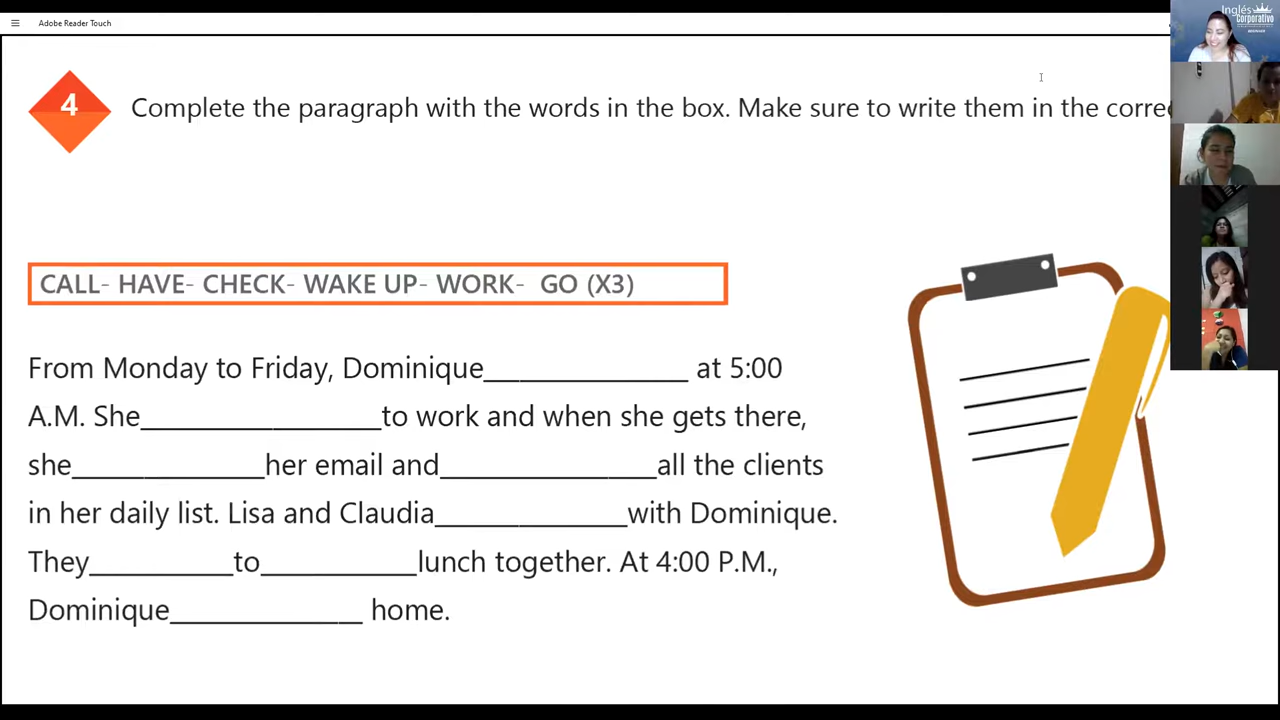 Adobe Reader Touch
Inglés
Corporativo
4
Complete the paragraph with the words in the box. Make sure to write them in the corre
CALL- HAVE- CHECK- WAKE UP- WORK- GO (X3)
From Monday to Friday, Dominique_______________ at 5:00
A.M. She__________________to work and when she gets there,
she______________her email and________________all the clients
in her daily list. Lisa and Claudia______________with Dominique.
They___________to____________lunch together. At 4:00 P.M.,
Dominique______________ home.